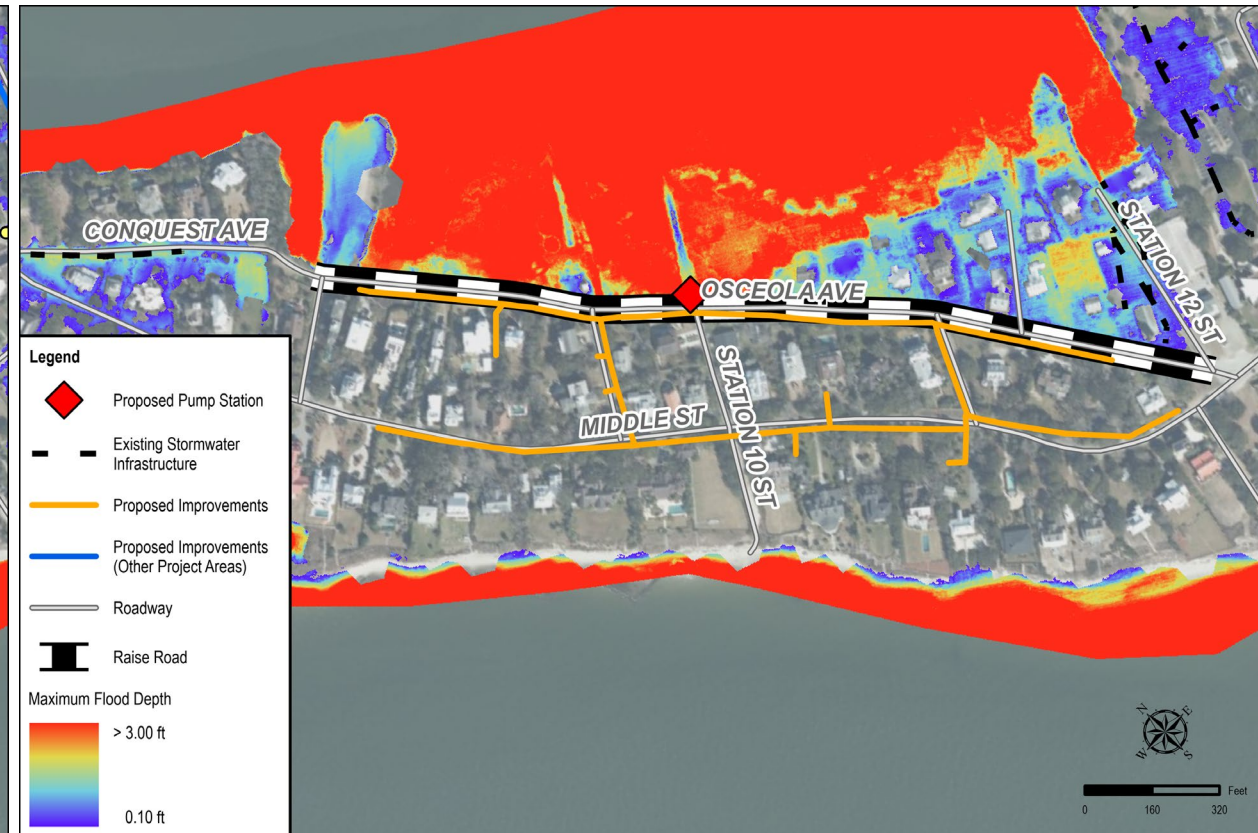 CONQUEST AVE
OSCEOLA AVE
STATION 12 ST
STATION 10 ST
MIDDLE ST
Legend
Proposed Pump Station
Existing Stormwater
Infrastructure
Proposed Improvements
Proposed Improvements
(Other Project Areas)
Roadway
Raise Road
Maximum Flood Depth
> 3.00 ft
0.10 ft
N
E
W
S
Feet
0 160 320